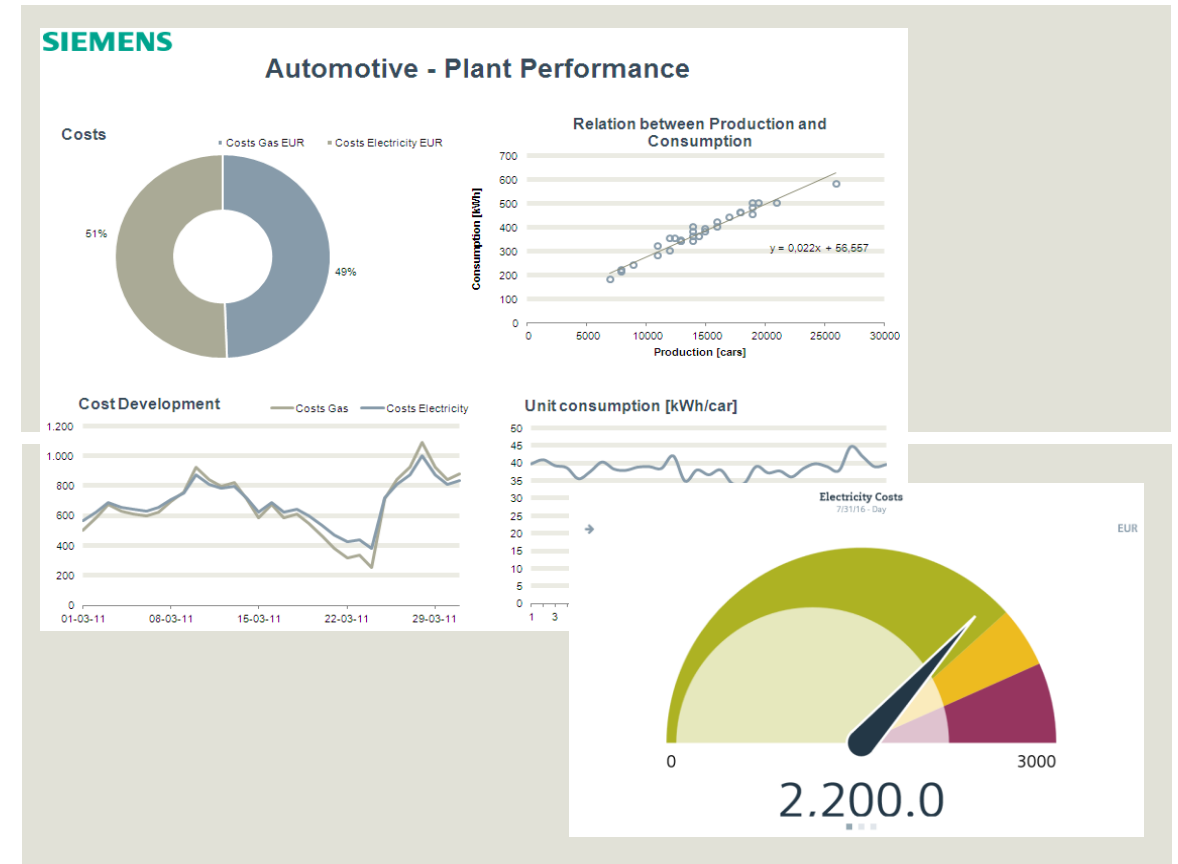 SIEMENS
Automotive - Plant Performance
Costs
Costs Gas EUR
Costs Electricity EUR
51%
49%
Relation between Production and
Consumption
Consumption [kWh]
700
600
500
400
300
200
100
0
y = 0,022x + 56,557
0 5000 10000 15000 20000 25000 30000
Production [cars]
Cost Development
Costs Gas
Costs Electricity
1.200
1.000
800
600
400
200
0
01-03-11 08-03-11 15-03-11 22-03-11 29-03-11
Unit consumption [kWh/car]
50
45
40
35
30
25
20
15
10
5
0
1 3
Electricity Costs
7/31/16 - Day
EUR
0 3000
2,200.0